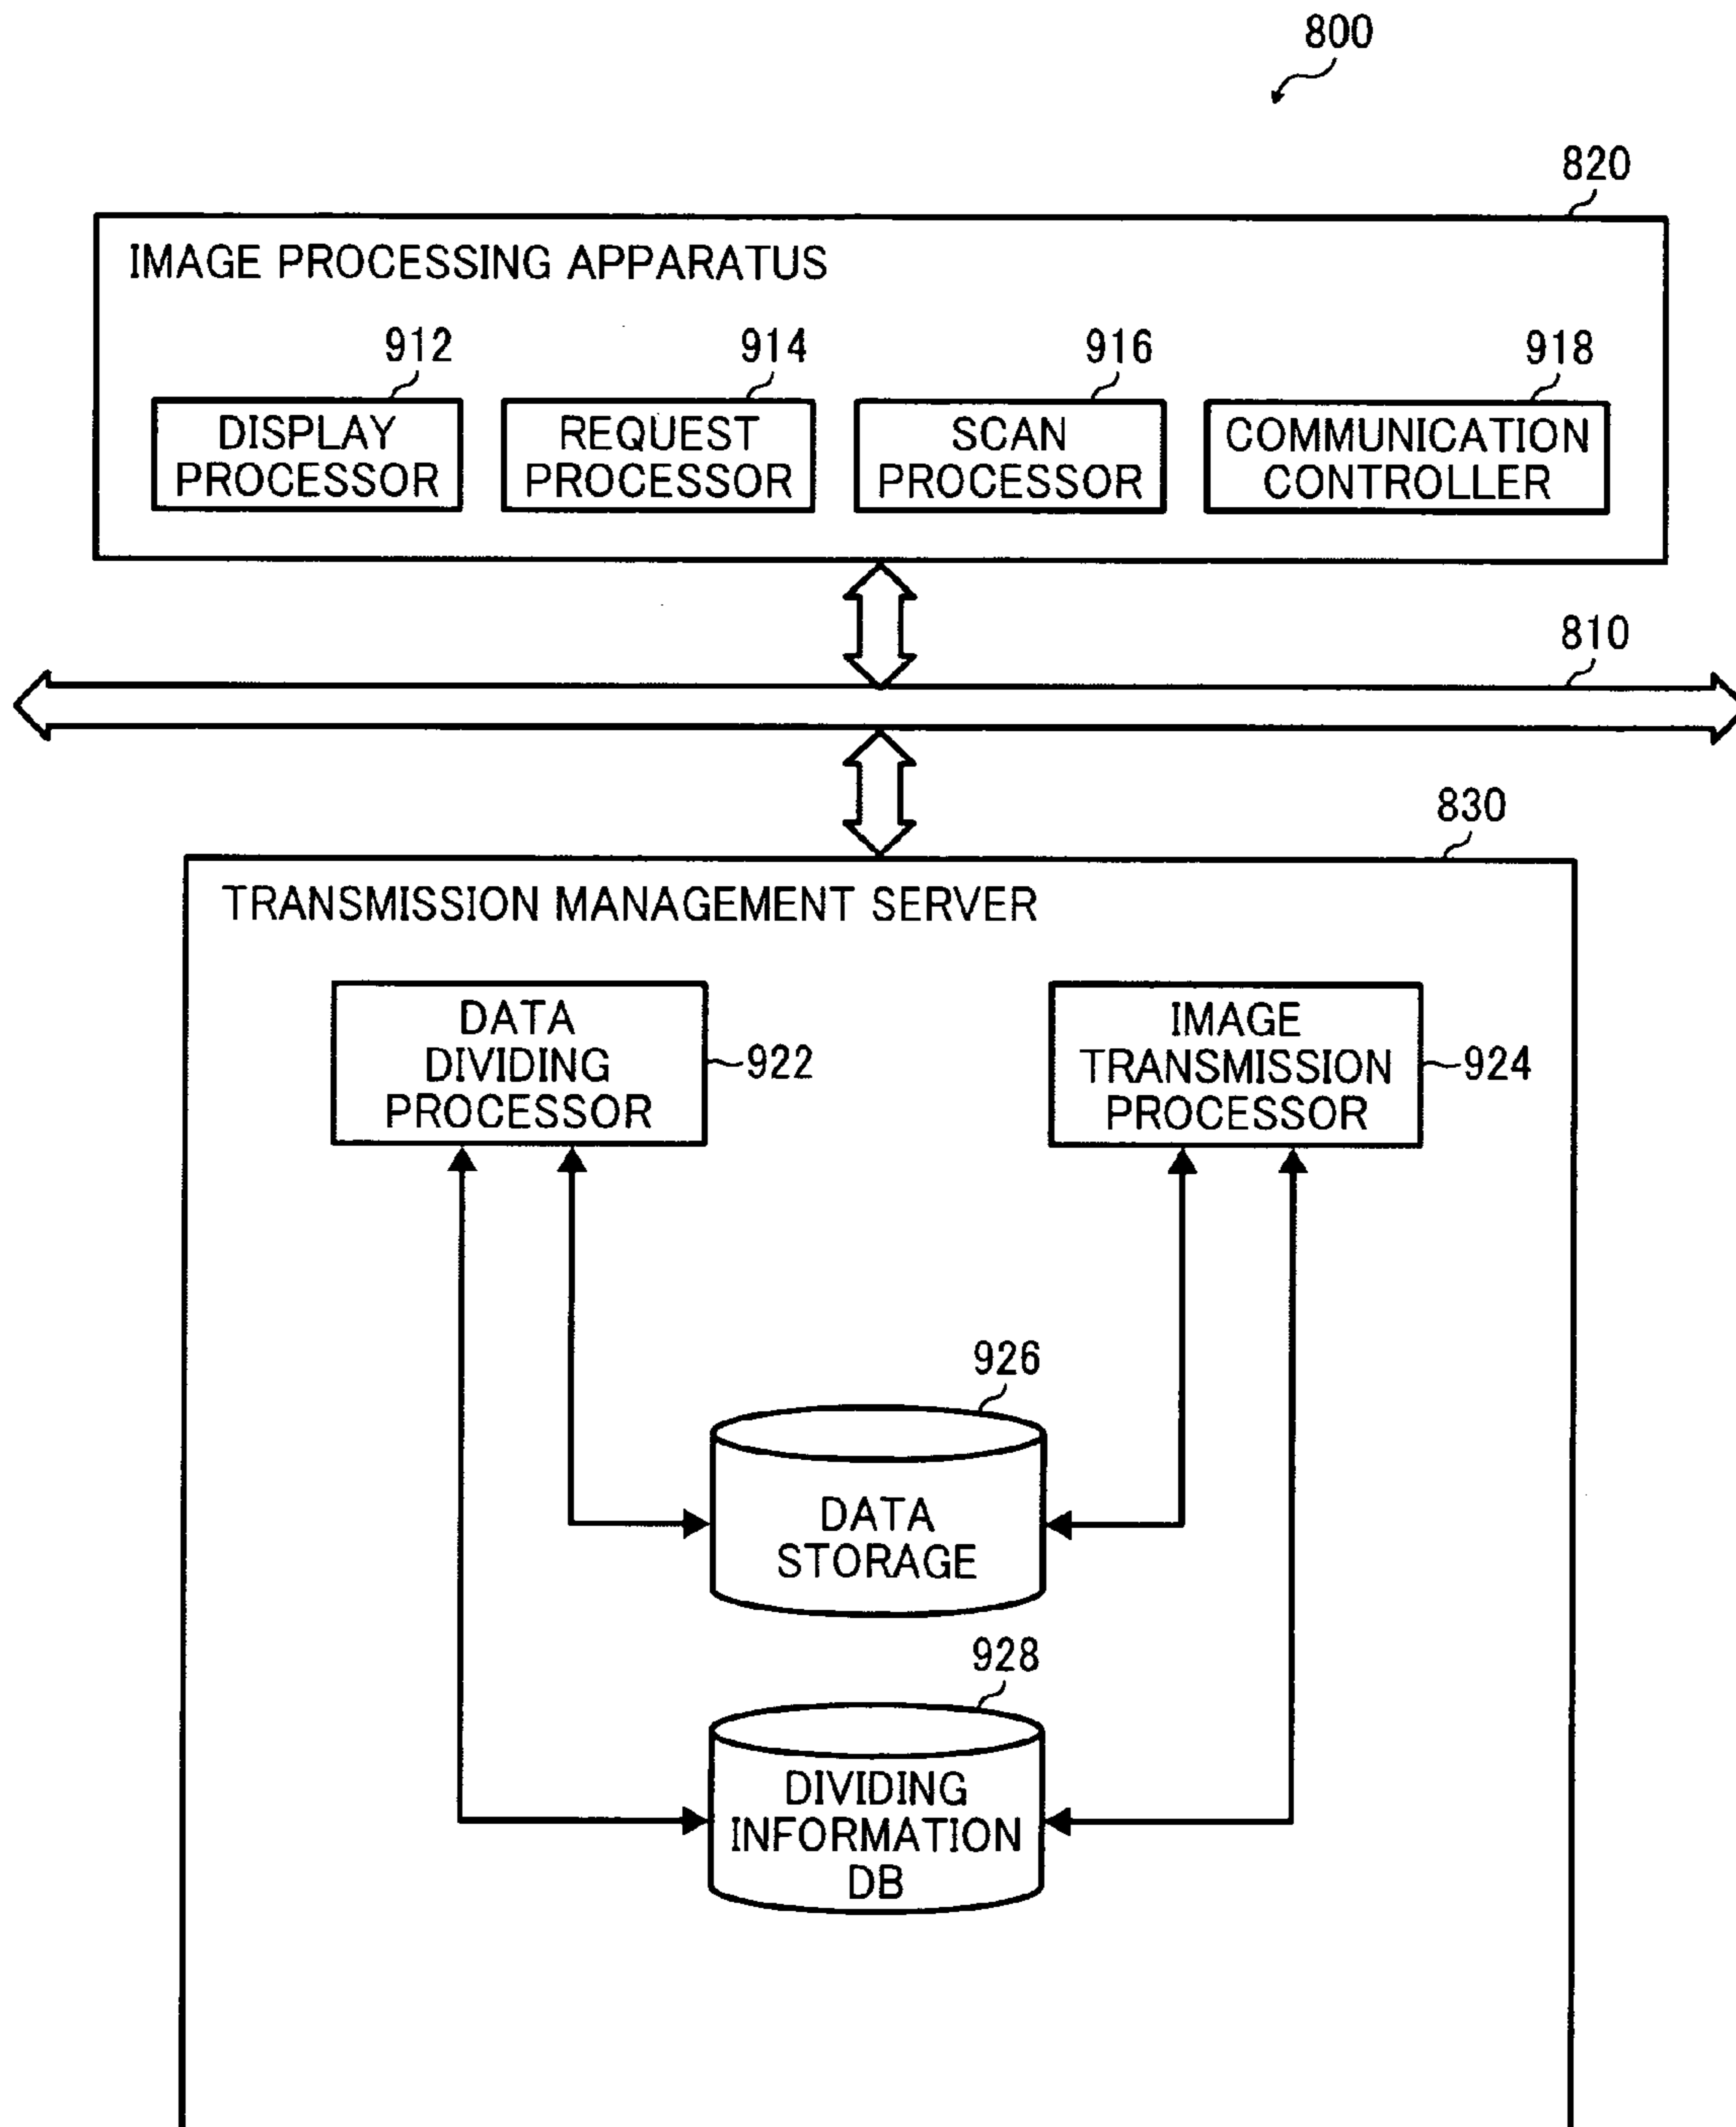 800
820
IMAGE PROCESSING APPARATUS
912
914
916
918
DISPLAY
PROCESSOR
REQUEST
PROCESSOR
SCAN
PROCESSOR
COMMUNICATION
CONTROLLER
810
830
TRANSMISSION MANAGEMENT SERVER
DATA
DIVIDING
PROCESSOR
922
IMAGE
TRANSMISSION
PROCESSOR
924
926
DATA
STORAGE
928
DIVIDING
INFORMATION
DB